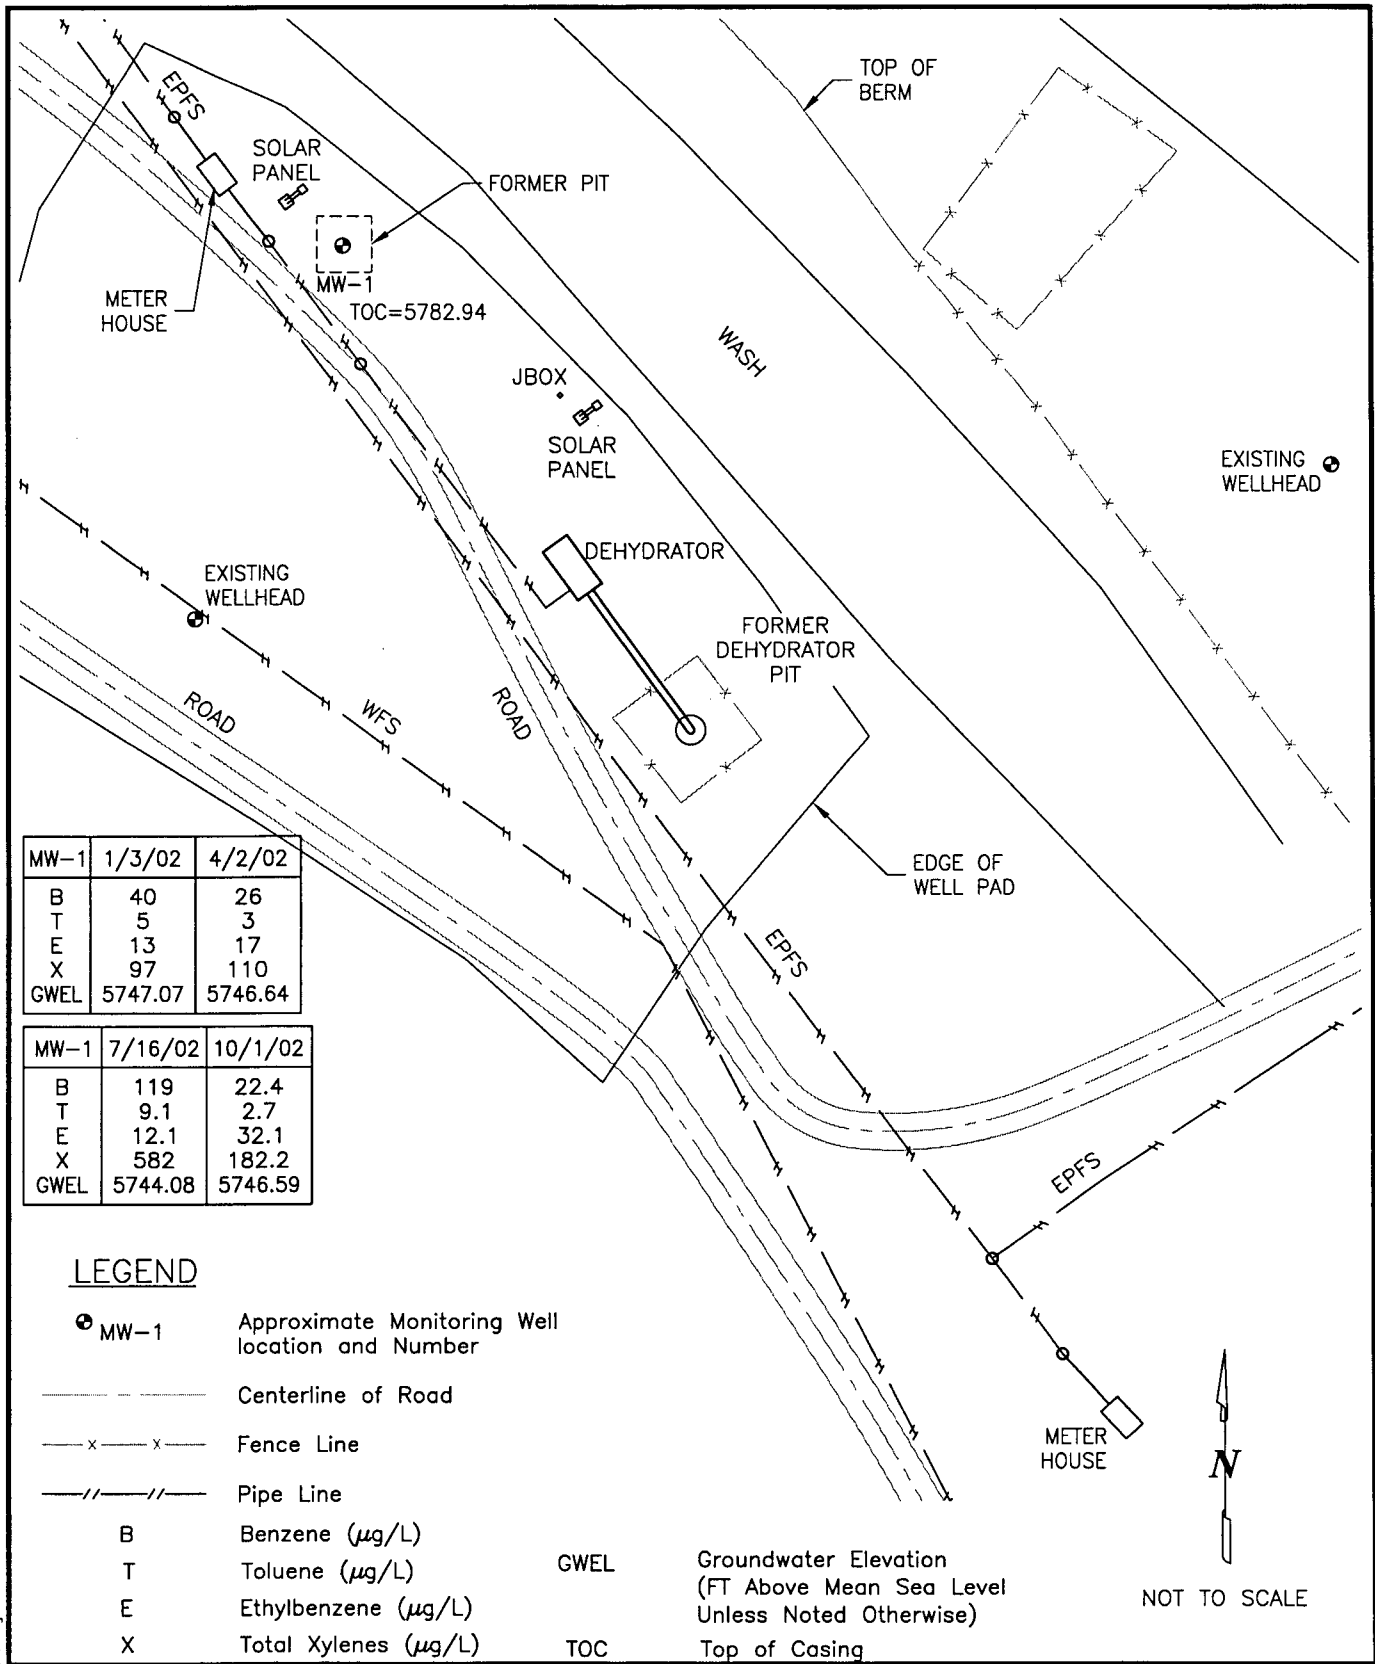 TOP OF
BERM
EPFS
SOLAR
PANEL
FORMER PIT
MW-1
METER
HOUSE
TOC=5782.94
WASH
JBOX
SOLAR
PANEL
EXISTING
WELLHEAD
DEHYDRATOR
EXISTING
WELLHEAD
FORMER
DEHYDRATOR
PIT
ROAD
WFS
ROAD
EDGE OF
WELL PAD
MW-1 1/3/02 4/2/02
B 40 26
T 5 3
E 13 17
X 97 110
GWEL 5747.07 5746.64
EPFS
MW-1 7/16/02 10/1/02
B 119 22.4
T 9.1 2.7
E 12.1 32.1
X 582 182.2
GWEL 5744.08 5746.59
EPFS
METER
HOUSE
N
NOT TO SCALE
LEGEND
MW-1 Approximate Monitoring Well
location and Number
Centerline of Road
x x Fence Line
// // Pipe Line
B Benzene (µg/L)
T Toluene (µg/L)
E Ethylbenzene (µg/L)
X Total Xylenes (µg/L)
GWEL Groundwater Elevation
(FT Above Mean Sea Level
Unless Noted Otherwise)
TOC Top of Casing